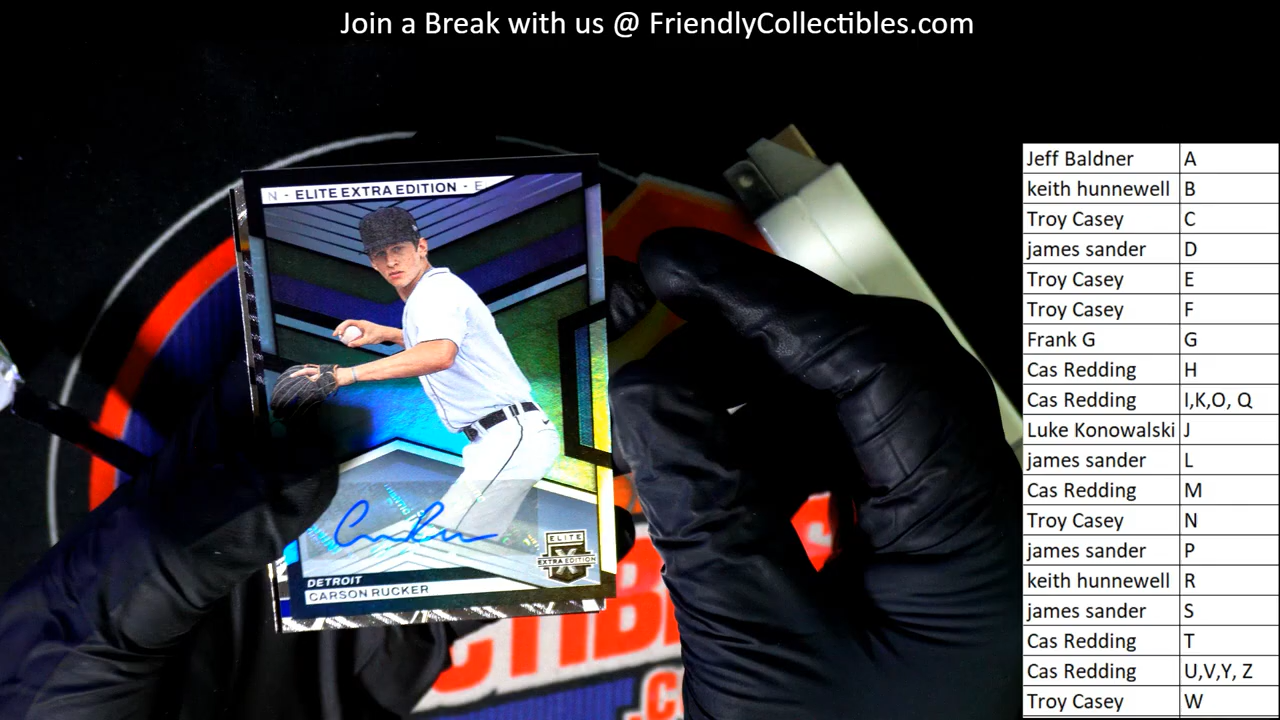 Join a Break with us @ FriendlyCollectibles.com
N - ELITE EXTRA EDITION - E
DETROIT
CARSON RUCKER
ELITE
EXTRA EDITION
Jeff Baldner A
keith hunnewell B
Troy Casey C
james sander D
Troy Casey E
Troy Casey F
Frank G G
Cas Redding H
Cas Redding I,K,O, Q
Luke Konowalski J
james sander L
Cas Redding M
Troy Casey N
james sander P
keith hunnewell R
james sander S
Cas Redding T
Cas Redding U,V,Y, Z
Troy Casey W